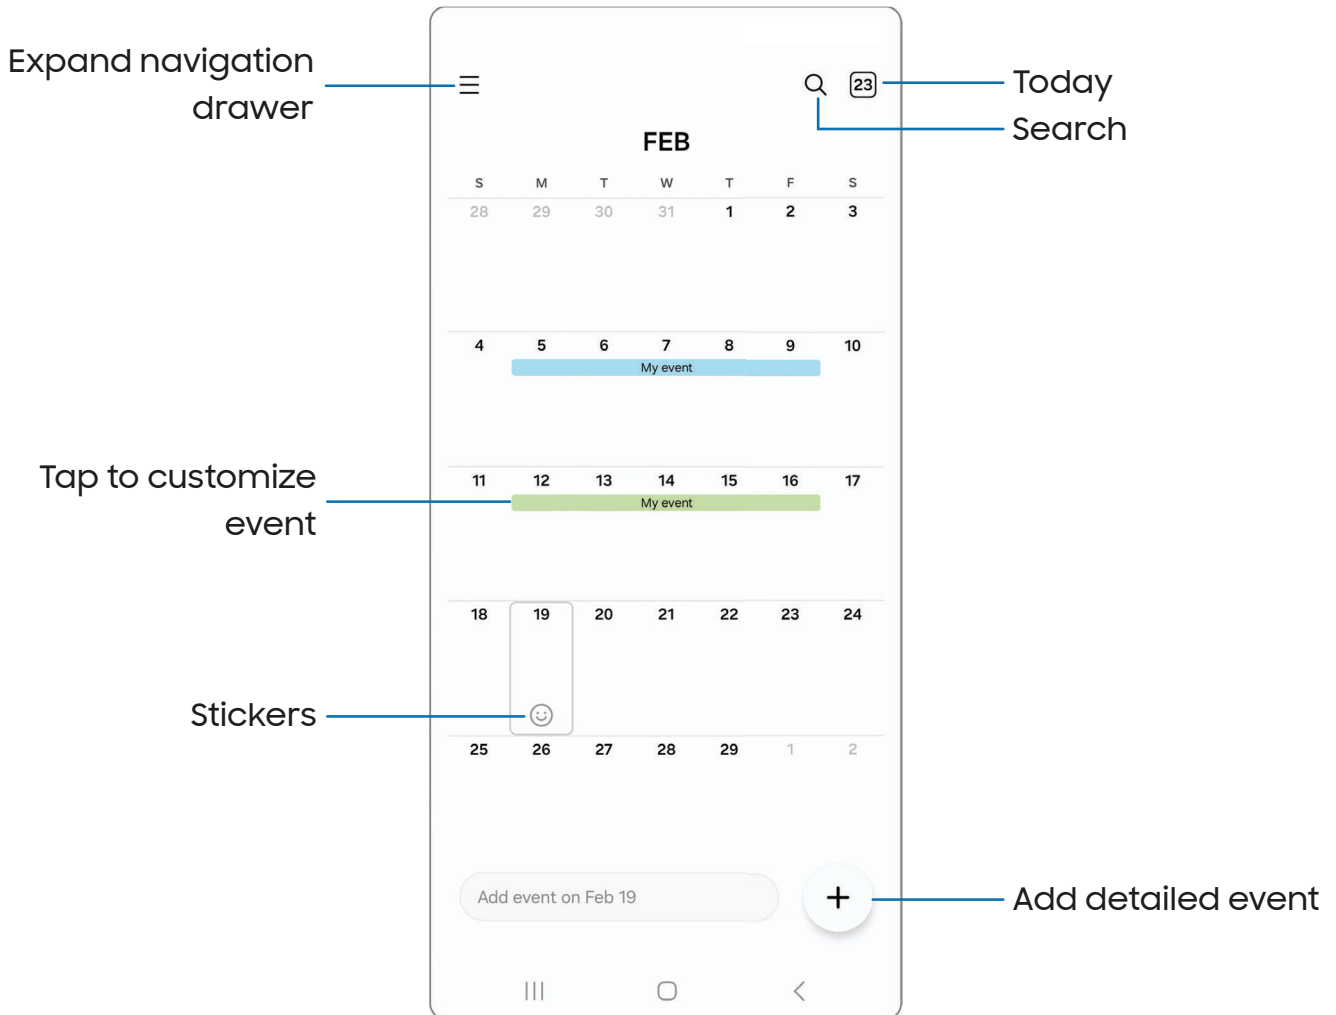 Expand navigation
drawer
23
Today
Search
FEB
S M T W T F S
28 29 30 31 1 2 3
4 5 6 7 8 9 10
My event
Tap to customize
event
11 12 13 14 15 16 17
My event
18 19 20 21 22 23 24
Stickers
25 26 27 28 29 1 2
Add event on Feb 19
Add detailed event